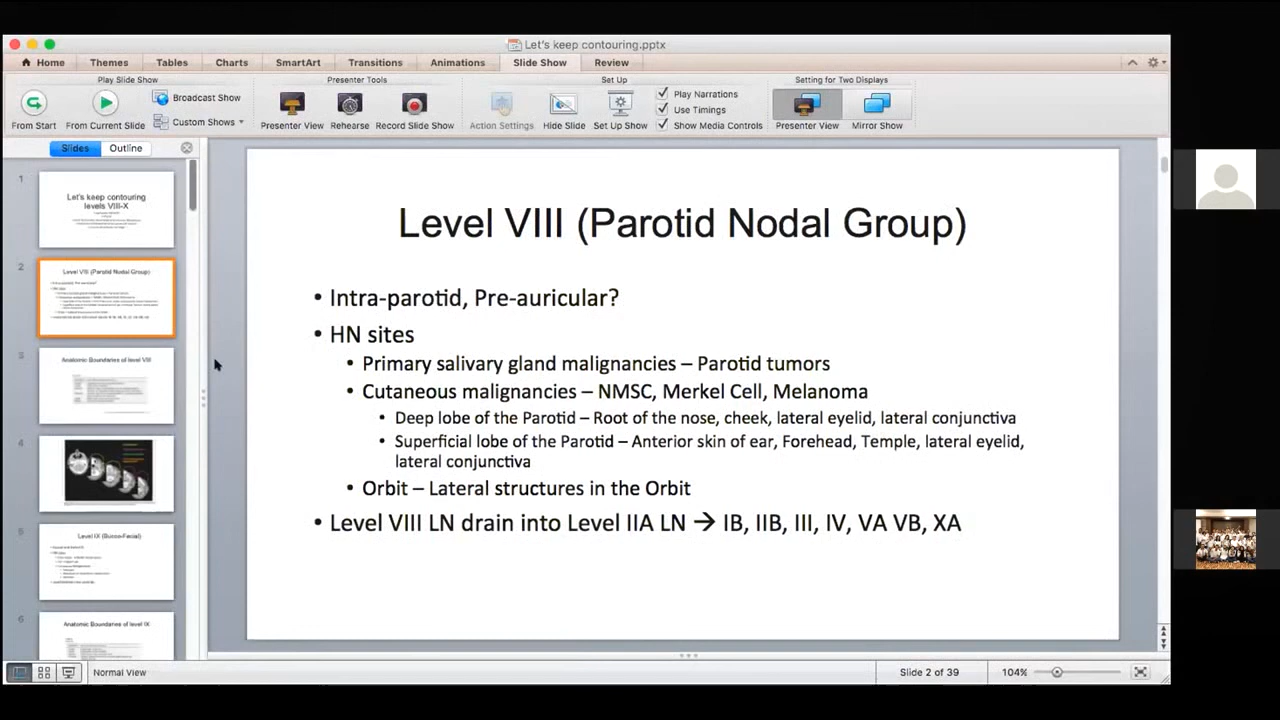 Let's keep contouring.pptx
Home Themes Tables Charts SmartArt Transitions Animations Slide Show Review
Play Slide Show Presenter Tools Set Up Setting for Two Displays
From Start From Current Slide Broadcast Show Custom Shows Presenter View Rehearse Record Slide Show Action Settings Hide Slide Set Up Show Play Narrations Use Timings Show Media Controls Presenter View Mirror Show
Slides Outline
1
Let's keep contouring
levels VIII-X
2
Level VIII (Parotid Nodal Group)
3
Anatomic Boundaries of level VIII
4
5
Level IX (Bucco-Facial)
6
Anatomic Boundaries of level IX
Level VIII (Parotid Nodal Group)
• Intra-parotid, Pre-auricular?
• HN sites
• Primary salivary gland malignancies – Parotid tumors
• Cutaneous malignancies – NMSC, Merkel Cell, Melanoma
• Deep lobe of the Parotid – Root of the nose, cheek, lateral eyelid, lateral conjunctiva
• Superficial lobe of the Parotid – Anterior skin of ear, Forehead, Temple, lateral eyelid,
lateral conjunctiva
• Orbit – Lateral structures in the Orbit
• Level VIII LN drain into Level IIA LN → IB, IIB, III, IV, VA VB, XA
Normal View Slide 2 of 39 104%